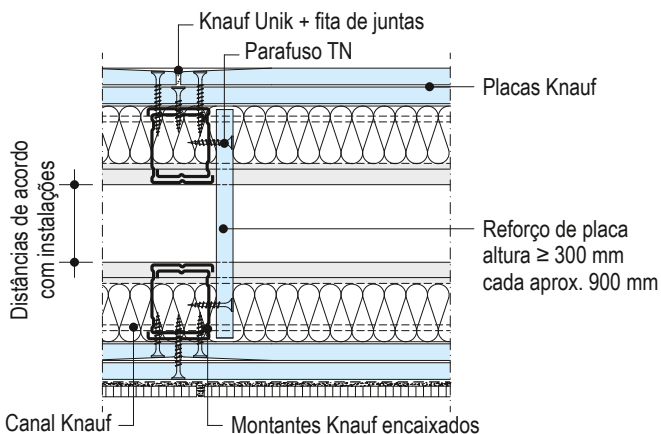 Knauf Unik + fita de juntas
Parafuso TN
Placas Knauf
Distâncias de acordo
com instalações
Reforço de placa
altura ≥ 300 mm
cada aprox. 900 mm
Canal Knauf
Montantes Knauf encaixados